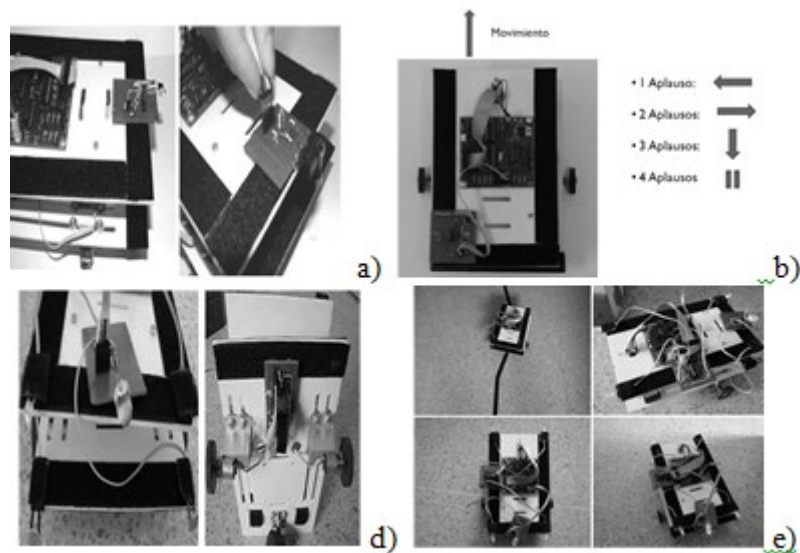 Movimiento
• 1 Aplauso:
• 2 Aplausos:
• 3 Aplausos:
• 4 Aplausos
a)
b)
d)
e)